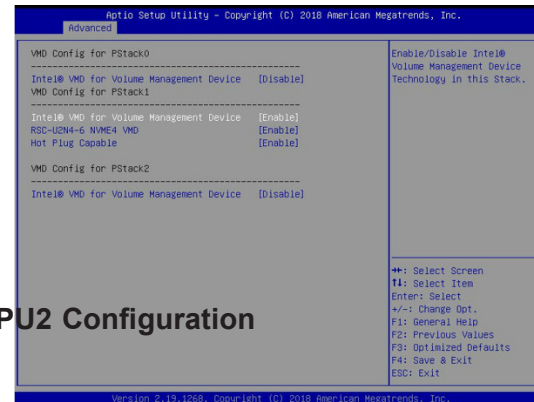 Aptio Setup Utility – Copyright (C) 2018 American Megatrends, Inc.
Advanced
VMD Config for PStack0
--------------------------------------------------
Intel® VMD for Volume Management Device [Disable]
VMD Config for PStack1
--------------------------------------------------
Intel® VMD for Volume Management Device [Enable]
RSC-U2N4-6 NVME4 VMD [Enable]
Hot Plug Capable [Enable]
VMD Config for PStack2
--------------------------------------------------
Intel® VMD for Volume Management Device [Disable]
Enable/Disable Intel®
Volume Management Device
Technology in this Stack.
→←: Select Screen
↑↓: Select Item
Enter: Select
+/-: Change Opt.
F1: General Help
F2: Previous Values
F3: Optimized Defaults
F4: Save & Exit
ESC: Exit
PU2 Configuration
Version 2.19.1268. Copyright (C) 2018 American Megatrends, Inc.